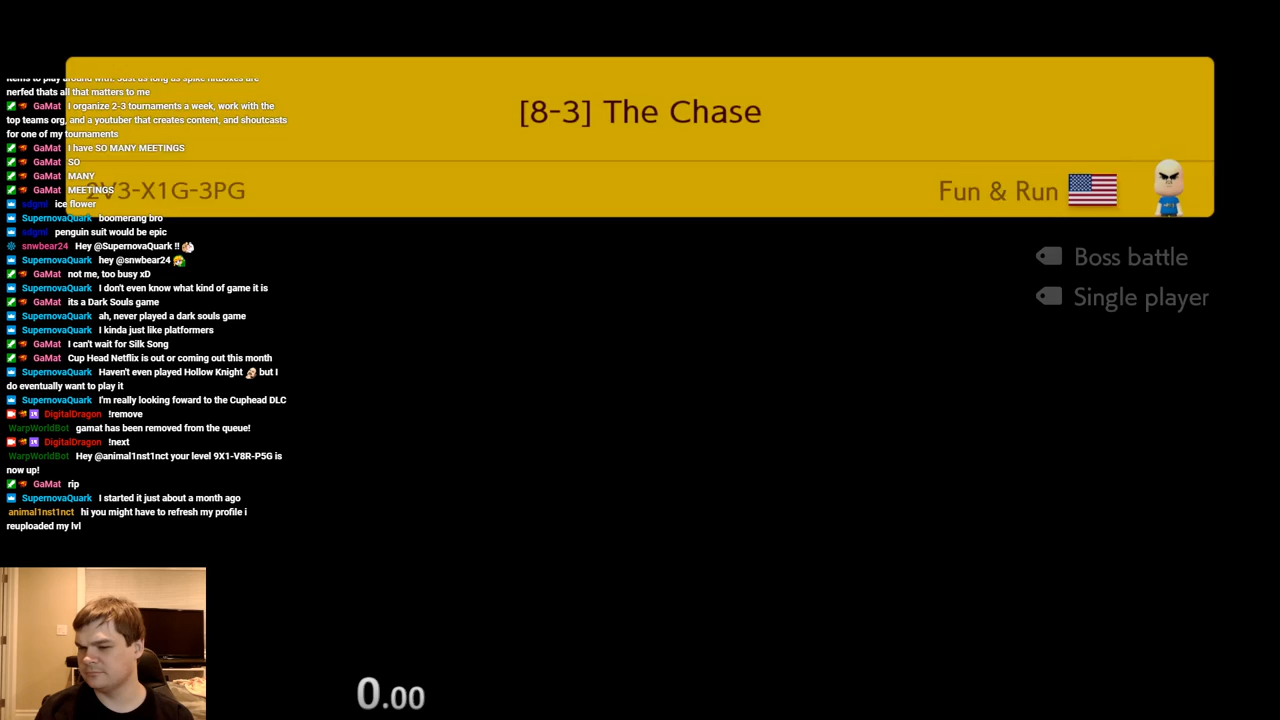 items to play around with. Just as long as spike hitboxes are
nerfed thats all that matters to me
GaMat I organize 2-3 tournaments a week, work with the
top teams org, and a youtuber that creates content, and shoutcasts
for one of my tournaments
GaMat I have SO MANY MEETINGS
GaMat SO
GaMat MANY
GaMat MEETINGS
sdgml ice flower
SupernovaQuark boomerang bro
sdgml penguin suit would be epic
snwbear24 Hey @SupernovaQuark !!
SupernovaQuark hey @snwbear24
GaMat not me, too busy xD
SupernovaQuark I don't even know what kind of game it is
GaMat its a Dark Souls game
SupernovaQuark ah, never played a dark souls game
SupernovaQuark I kinda just like platformers
GaMat I can't wait for Silk Song
GaMat Cup Head Netflix is out or coming out this month
SupernovaQuark Haven't even played Hollow Knight but I
do eventually want to play it
SupernovaQuark I'm really looking foward to the Cuphead DLC
DigitalDragon !remove
WarpWorldBot gamat has been removed from the queue!
DigitalDragon !next
WarpWorldBot Hey @animal1nst1nct your level 9X1-V8R-P5G is
now up!
GaMat rip
SupernovaQuark I started it just about a month ago
animal1nst1nct hi you might have to refresh my profile i
reuploaded my lvl
[8-3] The Chase
2V3-X1G-3PG
Fun & Run
Boss battle
Single player
0.00